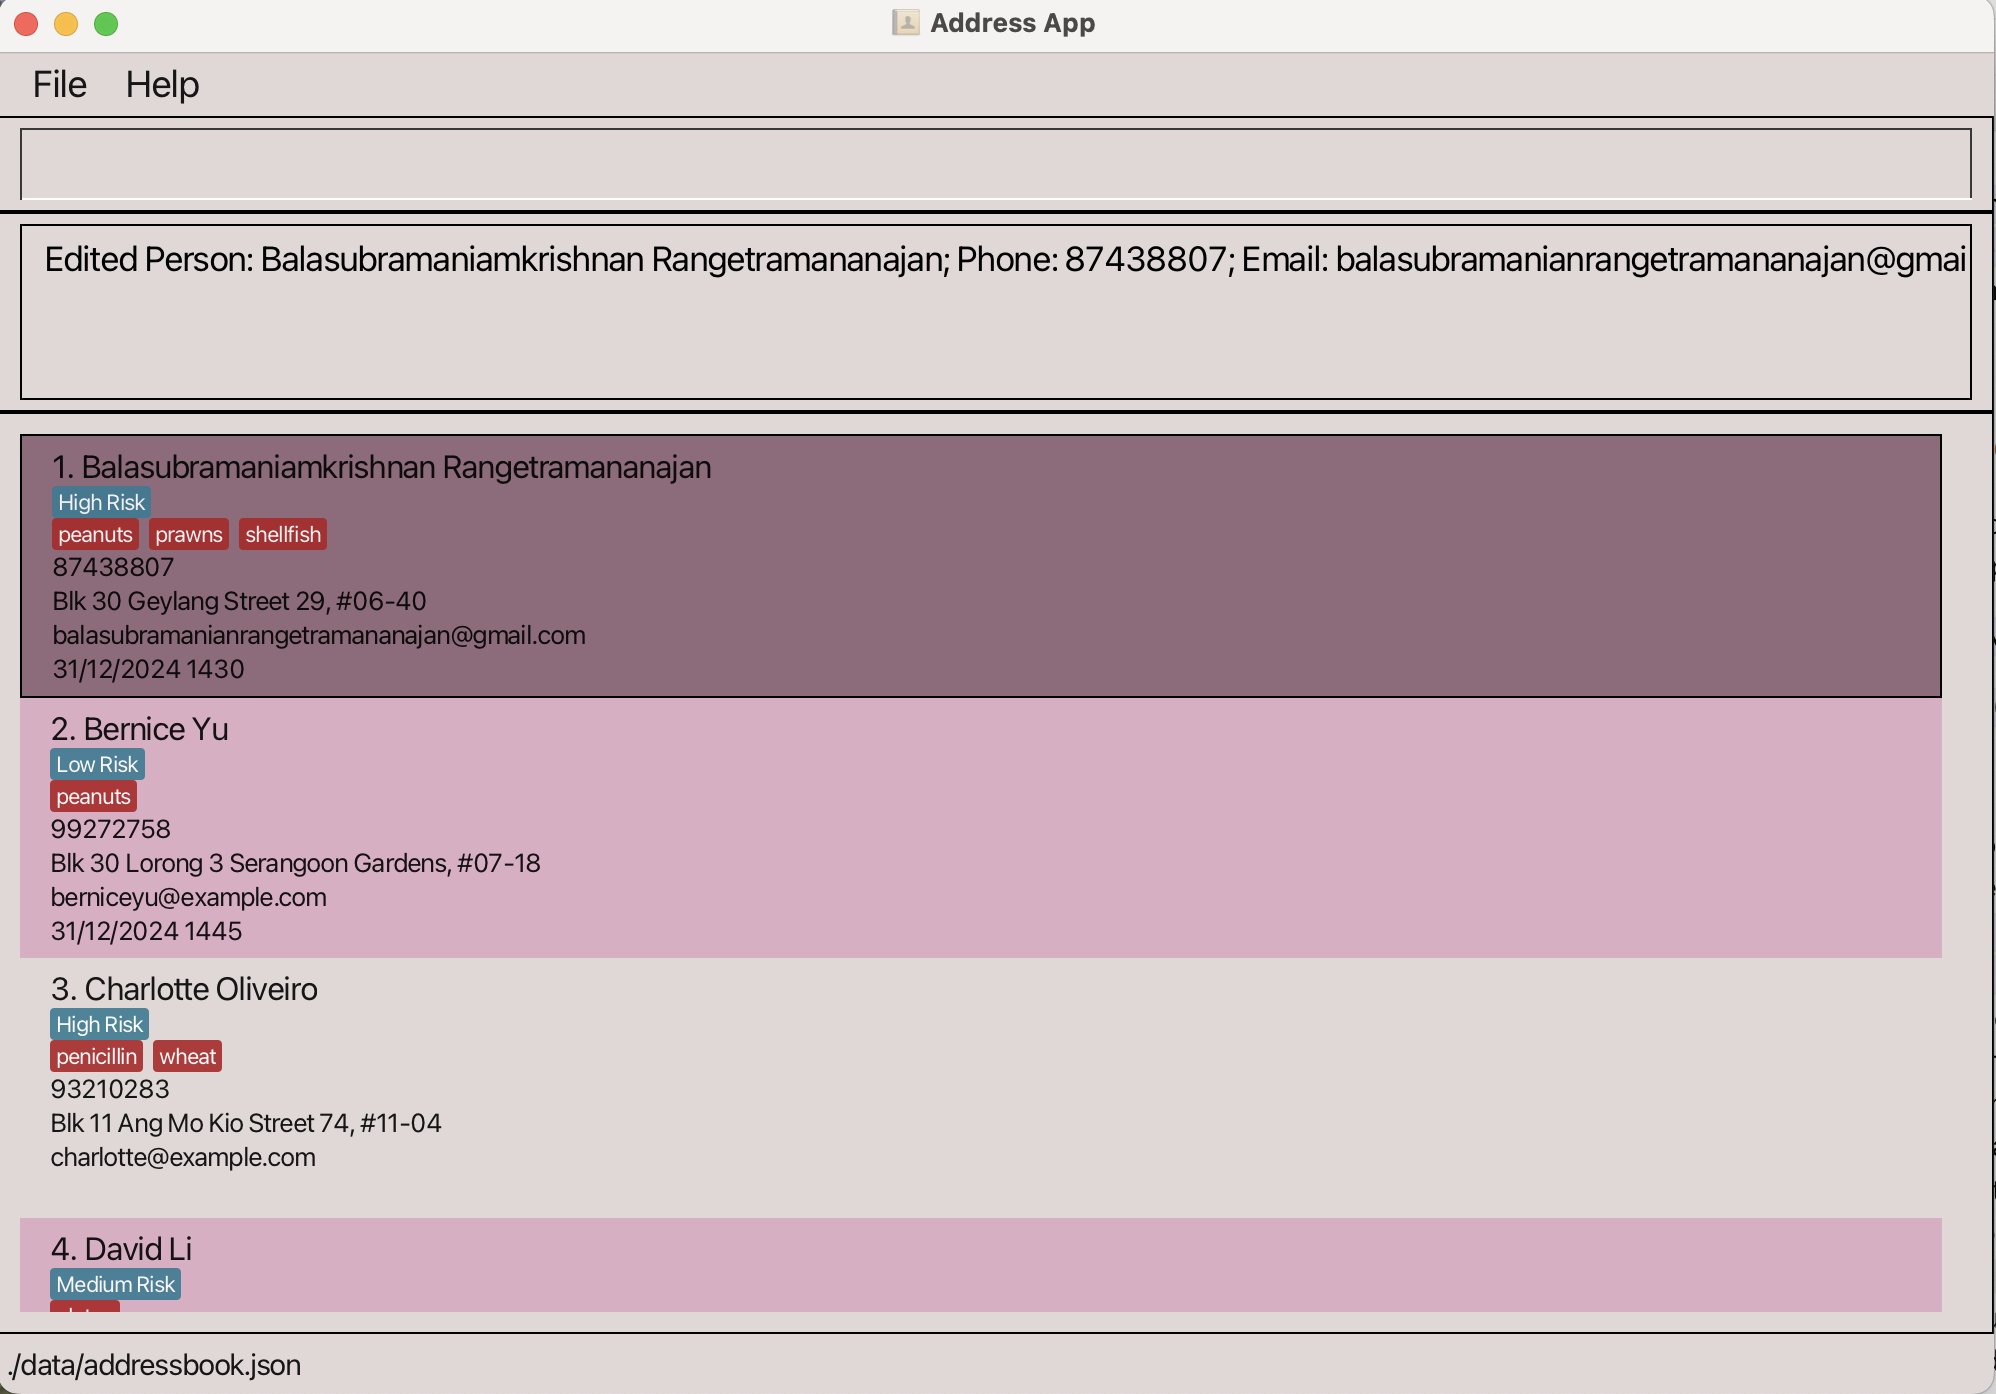 Address App
File Help
Edited Person: Balasubramaniamkrishnan Rangetramananajan; Phone: 87438807; Email: balasubramanianrangetramananajan@gmai
1. Balasubramaniamkrishnan Rangetramananajan
High Risk
peanuts prawns shellfish
87438807
Blk 30 Geylang Street 29, #06-40
balasubramanianrangetramananajan@gmail.com
31/12/2024 1430
2. Bernice Yu
Low Risk
peanuts
99272758
Blk 30 Lorong 3 Serangoon Gardens, #07-18
berniceyu@example.com
31/12/2024 1445
3. Charlotte Oliveiro
High Risk
penicillin wheat
93210283
Blk 11 Ang Mo Kio Street 74, #11-04
charlotte@example.com
4. David Li
Medium Risk
./data/addressbook.json